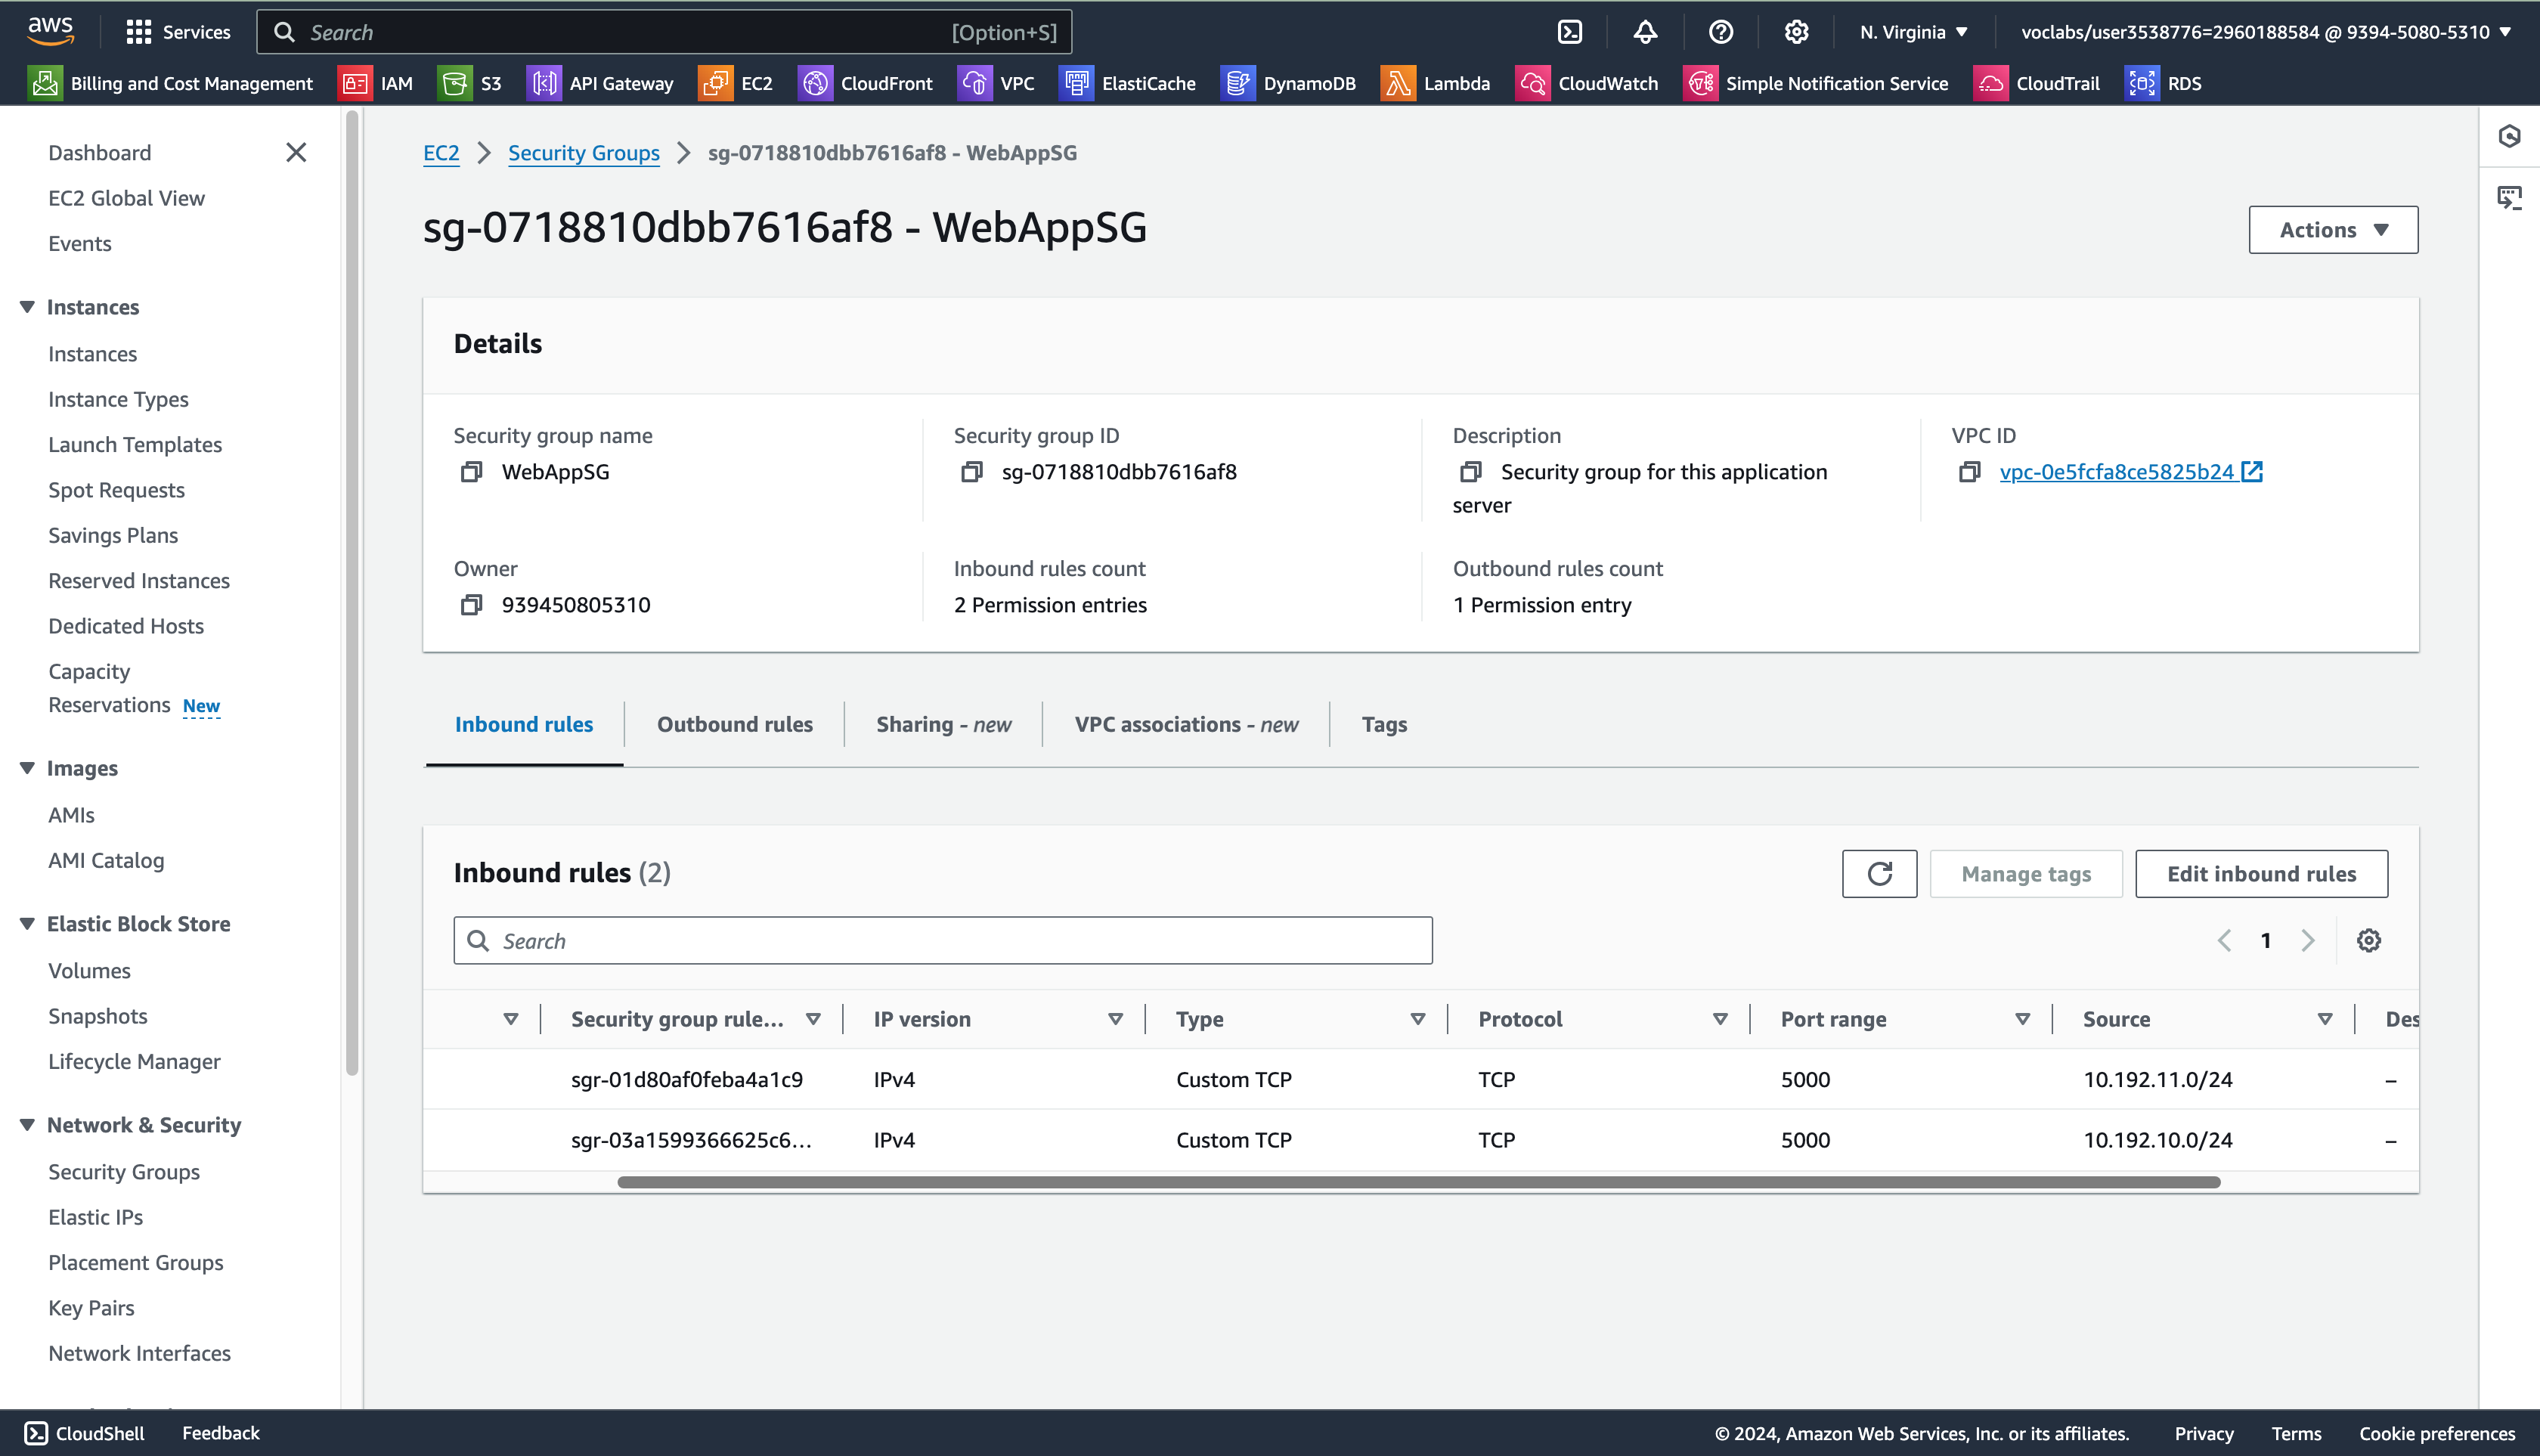 aws Services Search [Option+S] N. Virginia voclabs/user3538776=2960188584 @ 9394-5080-5310
Billing and Cost Management IAM S3 API Gateway EC2 CloudFront VPC ElastiCache DynamoDB Lambda CloudWatch Simple Notification Service CloudTrail RDS
Dashboard
EC2 Global View
Events
Instances
Instances
Instance Types
Launch Templates
Spot Requests
Savings Plans
Reserved Instances
Dedicated Hosts
Capacity
Reservations New
Images
AMIs
AMI Catalog
Elastic Block Store
Volumes
Snapshots
Lifecycle Manager
Network & Security
Security Groups
Elastic IPs
Placement Groups
Key Pairs
Network Interfaces
EC2 Security Groups sg-0718810dbb7616af8 - WebAppSG
sg-0718810dbb7616af8 - WebAppSG
Actions
Details
Security group name Security group ID Description VPC ID
WebAppSG sg-0718810dbb7616af8 Security group for this application vpc-0e5fcfa8ce5825b24
server
Owner Inbound rules count Outbound rules count
939450805310 2 Permission entries 1 Permission entry
Inbound rules Outbound rules Sharing - new VPC associations - new Tags
Inbound rules (2) Manage tags Edit inbound rules
Search 1
Security group rule... IP version Type Protocol Port range Source Des
sgr-01d80af0feba4a1c9 IPv4 Custom TCP TCP 5000 10.192.11.0/24 –
sgr-03a1599366625c6... IPv4 Custom TCP TCP 5000 10.192.10.0/24 –
CloudShell Feedback © 2024, Amazon Web Services, Inc. or its affiliates. Privacy Terms Cookie preferences